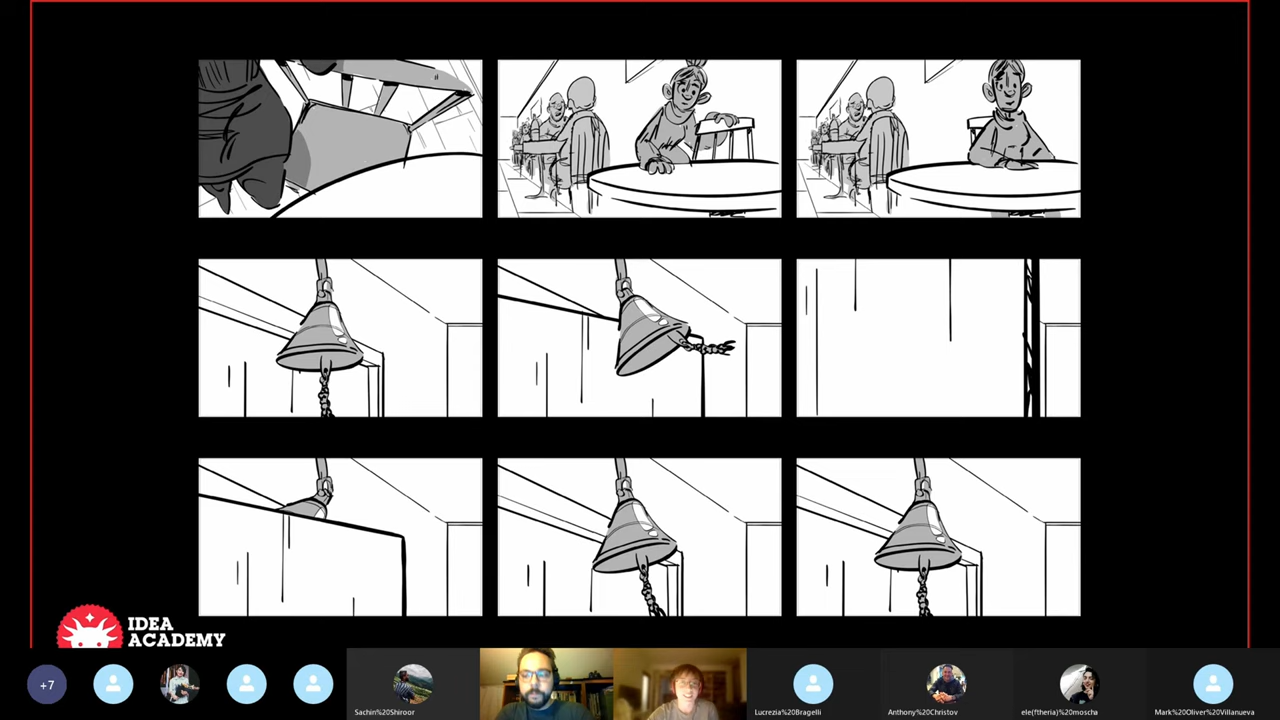 IDEA
ACADEMY
+7
Sachin%20Shiroor
Lucrezia%20Bragelli
Anthony%20Christov
ele(ftheria)%20moscha
Mark%20Oliver%20Villanueva